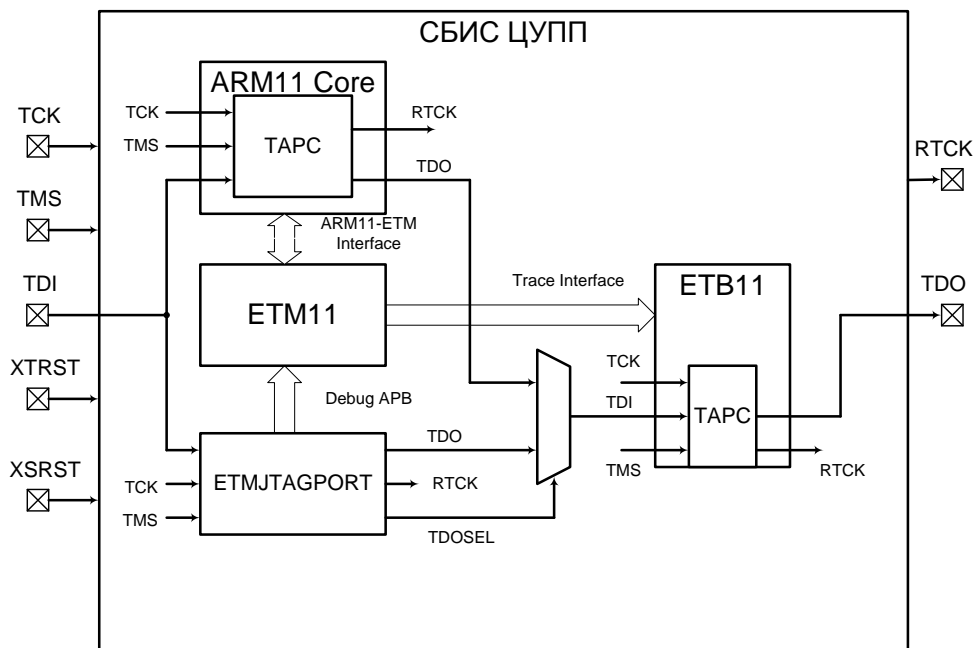 СБИС ЦУПП
ARM11 Core
TCK
TMS
TAPC
RTCK
TDO
TCK
TMS
TDI
XTRST
XSRST
RTCK
TDO
ARM11-ETM
Interface
ETM11
Trace Interface
ETB11
TCK
TDI
TMS
TAPC
RTCK
Debug APB
ETMJTAGPORT
TCK
TMS
TDO
RTCK
TDOSEL